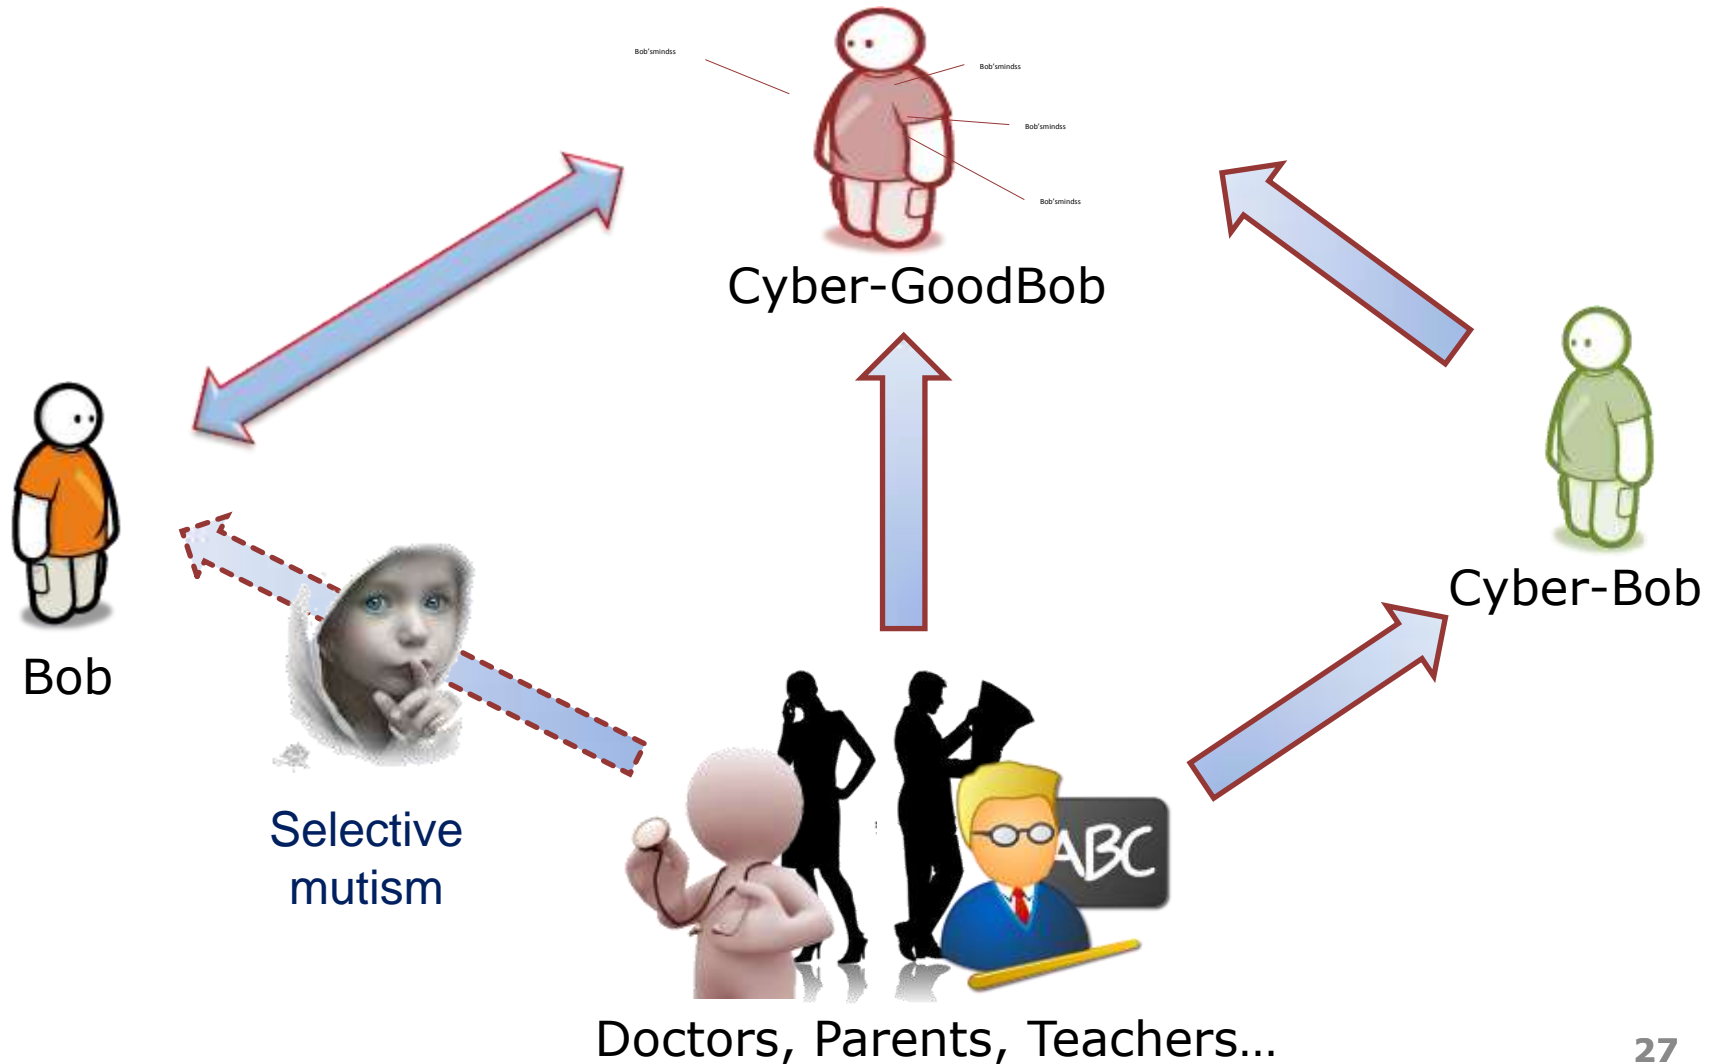 Bob'smindss
Bob'smindss
Bob'smindss
Bob'smindss
Cyber-GoodBob
Cyber-Bob
Bob
Selective
mutism
ABC
Doctors, Parents, Teachers...
27